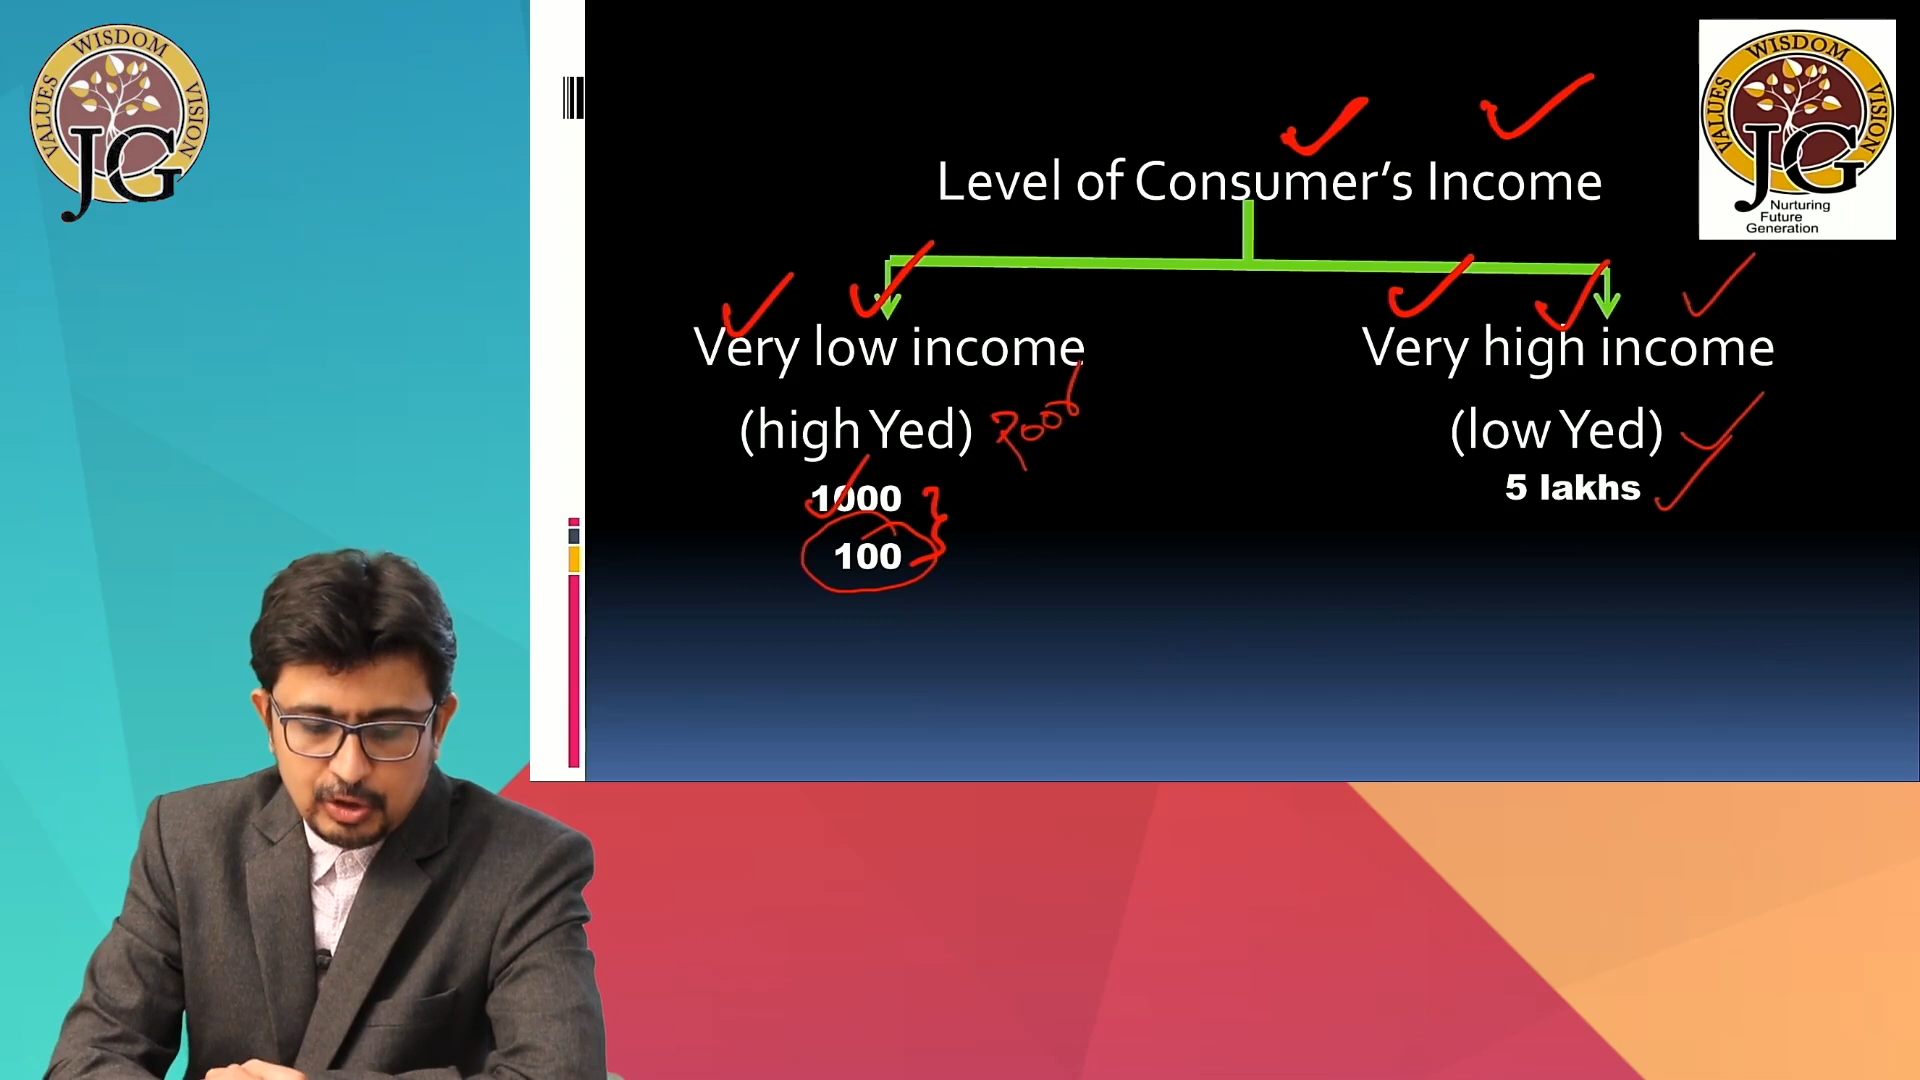 VALUES WISDOM VISION
JG
VALUES WISDOM VISION
JG
Nurturing
Future
Generation
Level of Consumer’s Income
Very low income
Very high income
(high Yed)
poor
(low Yed)
1000
5 lakhs
100